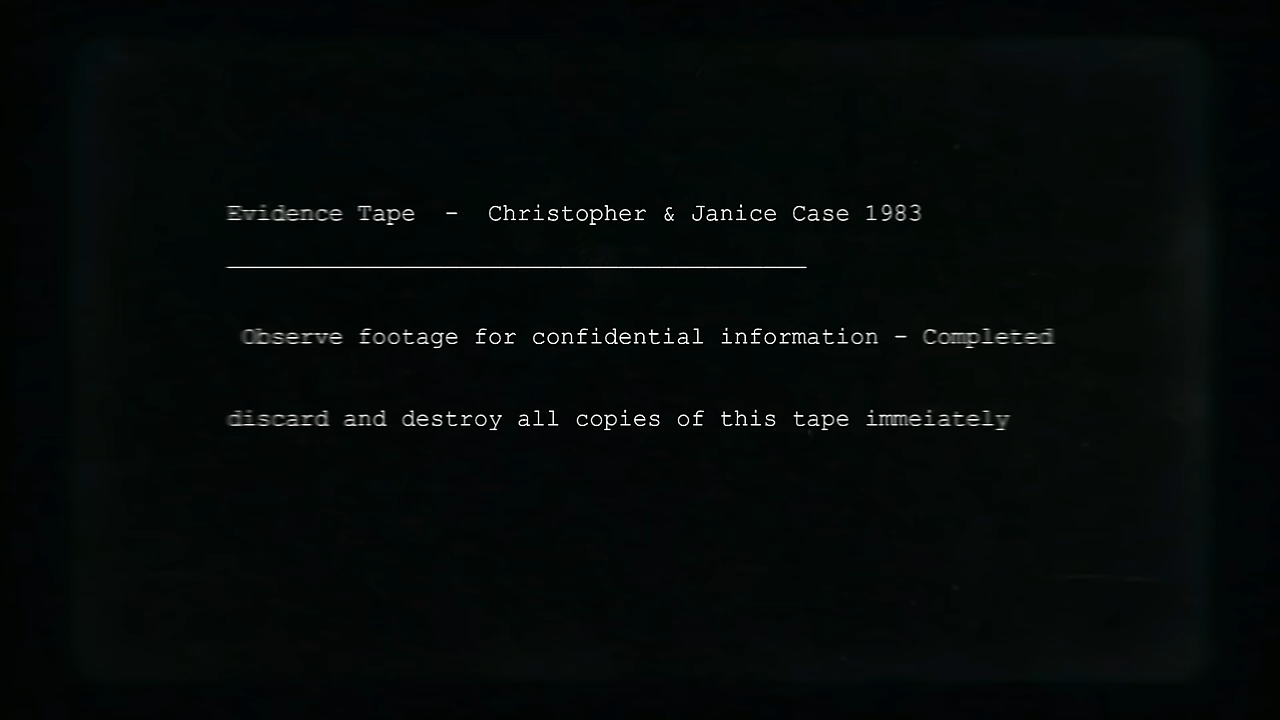 Evidence Tape - Christopher & Janice Case 1983
Observe footage for confidential information - Completed
discard and destroy all copies of this tape immeiately